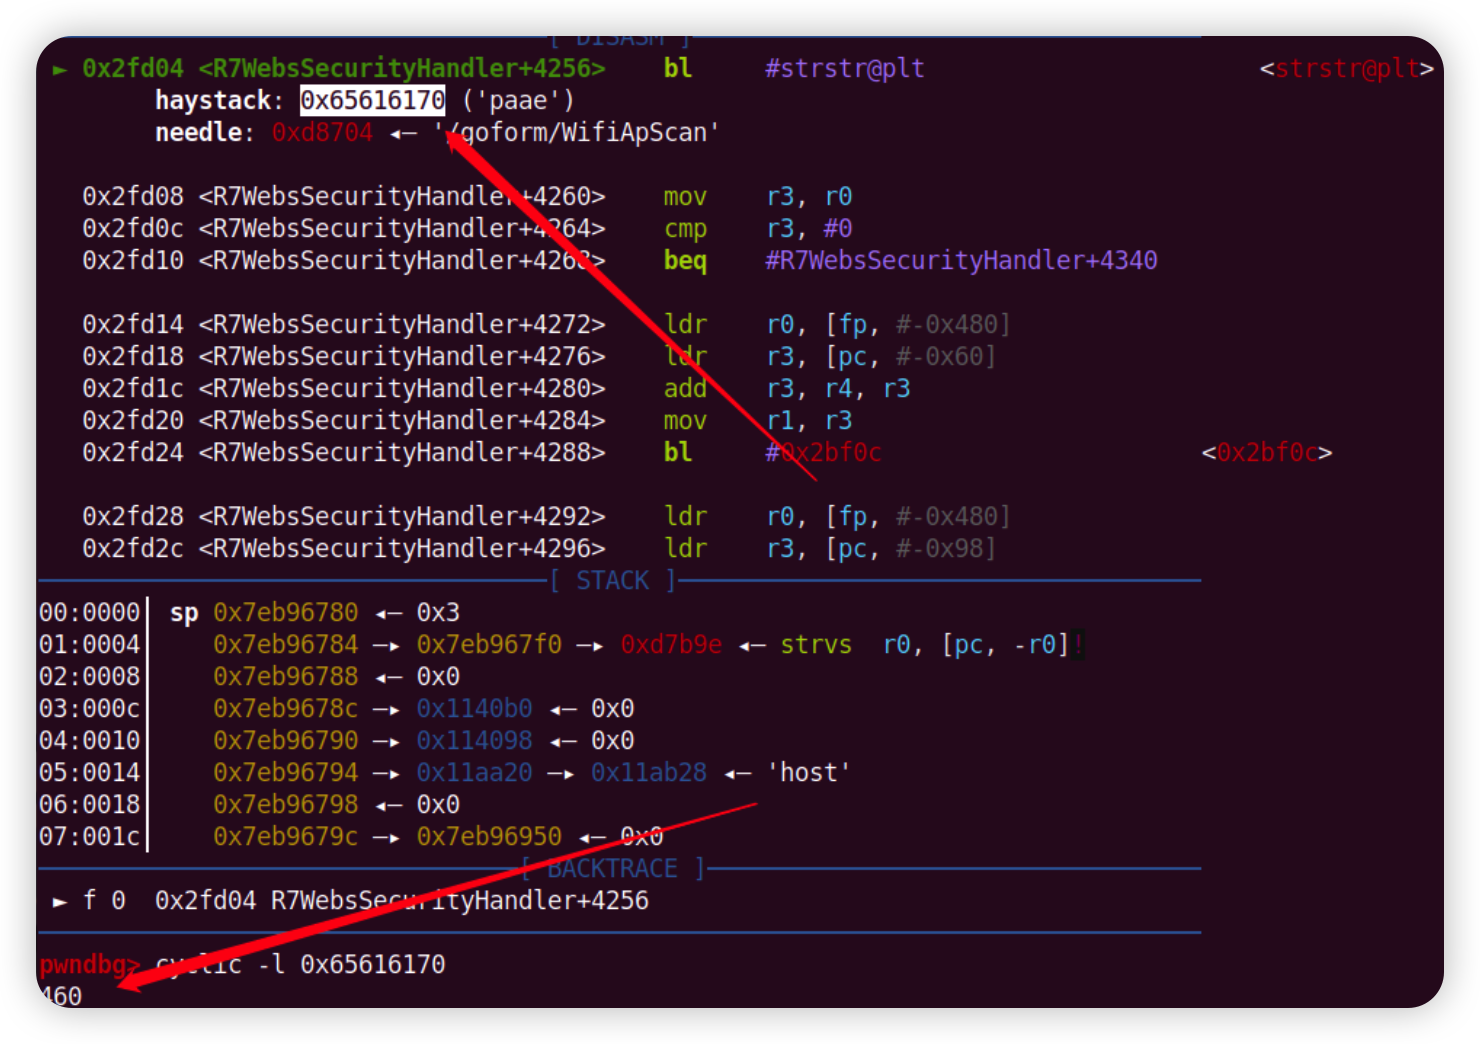 [ DISASM ]
► 0x2fd04 <R7WebsSecurityHandler+4256>    bl     #strstr@plt                       <strstr@plt>
haystack: 0x65616170 ('paae')
needle: 0xd8704 ◂— '/goform/WifiApScan'
0x2fd08 <R7WebsSecurityHandler+4260>    mov    r3, r0
0x2fd0c <R7WebsSecurityHandler+4264>    cmp    r3, #0
0x2fd10 <R7WebsSecurityHandler+4268>    beq    #R7WebsSecurityHandler+4340
0x2fd14 <R7WebsSecurityHandler+4272>    ldr    r0, [fp, #-0x480]
0x2fd18 <R7WebsSecurityHandler+4276>    ldr    r3, [pc, #-0x60]
0x2fd1c <R7WebsSecurityHandler+4280>    add    r3, r4, r3
0x2fd20 <R7WebsSecurityHandler+4284>    mov    r1, r3
0x2fd24 <R7WebsSecurityHandler+4288>    bl     #0x2bf0c                      <0x2bf0c>
0x2fd28 <R7WebsSecurityHandler+4292>    ldr    r0, [fp, #-0x480]
0x2fd2c <R7WebsSecurityHandler+4296>    ldr    r3, [pc, #-0x98]
[ STACK ]
00:0000│ sp 0x7eb96780 ◂— 0x3
01:0004│    0x7eb96784 —▸ 0x7eb967f0 —▸ 0xd7b9e ◂— strvs  r0, [pc, -r0]!
02:0008│    0x7eb96788 ◂— 0x0
03:000c│    0x7eb9678c —▸ 0x1140b0 ◂— 0x0
04:0010│    0x7eb96790 —▸ 0x114098 ◂— 0x0
05:0014│    0x7eb96794 —▸ 0x11aa20 —▸ 0x11ab28 ◂— 'host'
06:0018│    0x7eb96798 ◂— 0x0
07:001c│    0x7eb9679c —▸ 0x7eb96950 ◂— 0x0
[ BACKTRACE ]
► f 0  0x2fd04 R7WebsSecurityHandler+4256
pwndbg> cyclic -l 0x65616170
460